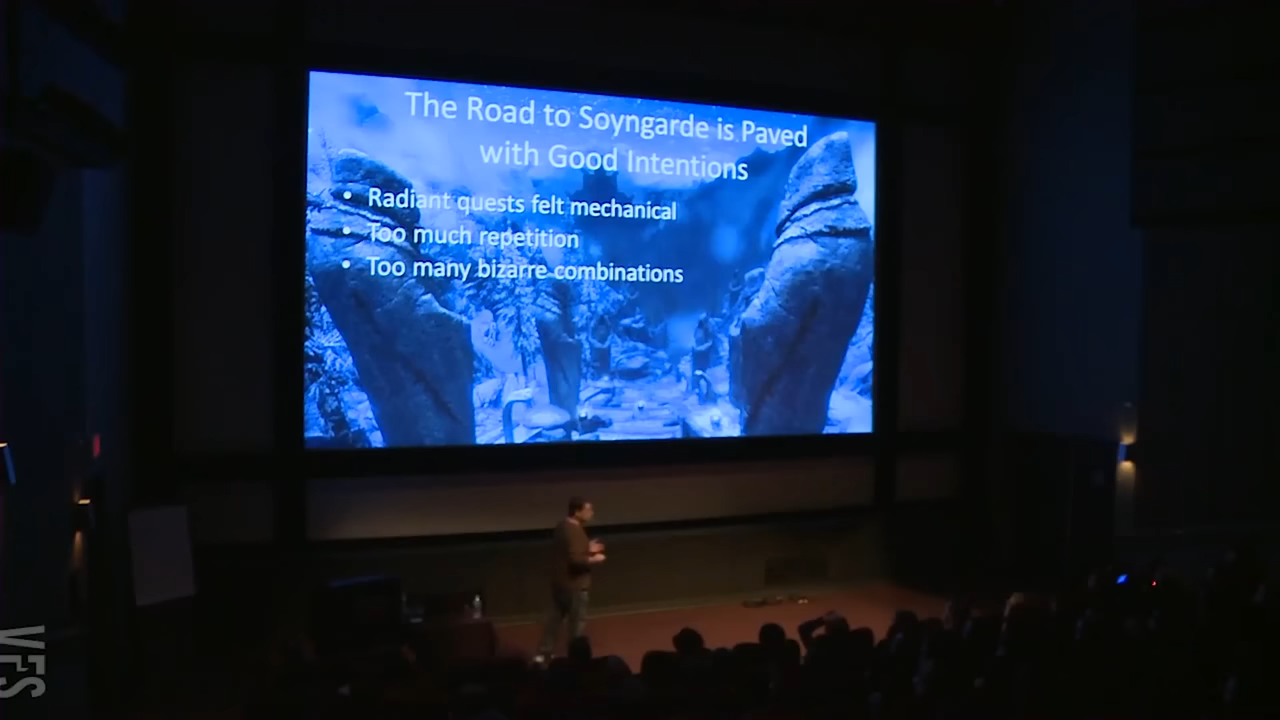 The Road to Soyngarde is Paved
with Good Intentions
• Radiant quests felt mechanical
• Too much repetition
• Too many bizarre combinations
VFS